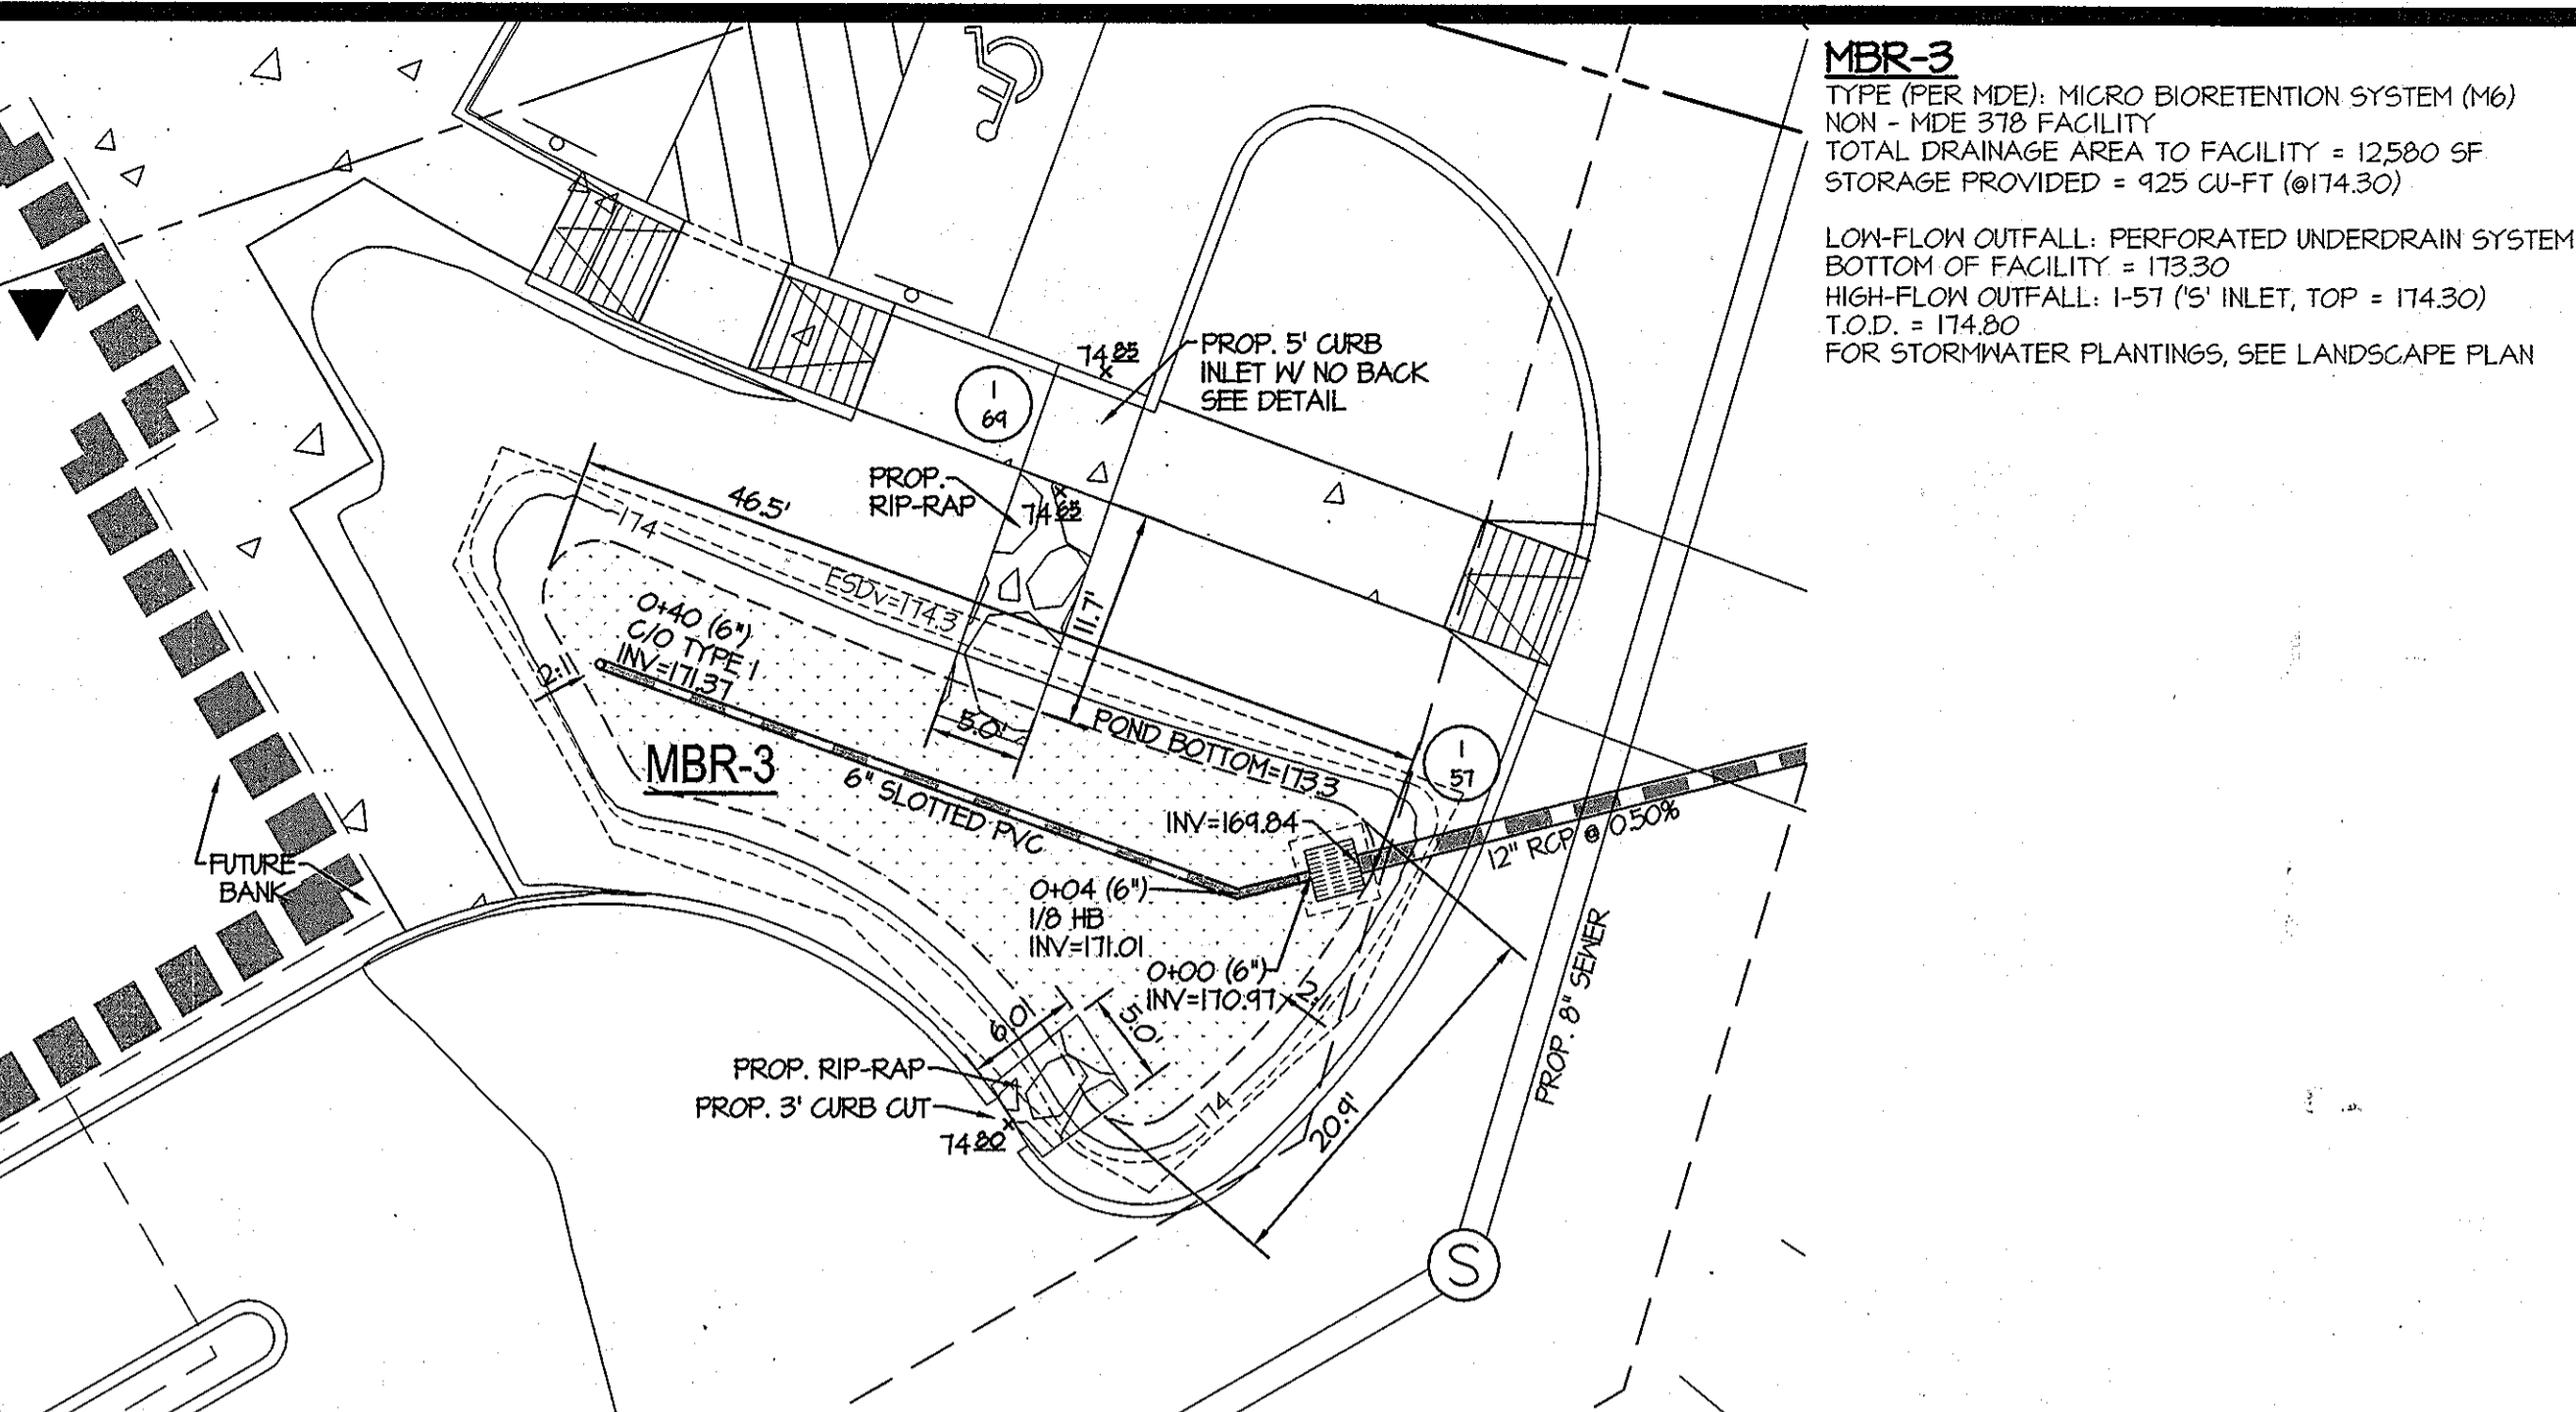 MBR-3
TYPE (PER MDE): MICRO BIORETENTION SYSTEM (M6)
NON - MDE 378 FACILITY
TOTAL DRAINAGE AREA TO FACILITY = 12,580 SF
STORAGE PROVIDED = 925 CU-FT (@174.30)
LOW-FLOW OUTFALL: PERFORATED UNDERDRAIN SYSTEM
BOTTOM OF FACILITY = 173.30
HIGH-FLOW OUTFALL: I-57 ('S' INLET, TOP = 174.30)
T.O.D. = 174.80
FOR STORMWATER PLANTINGS, SEE LANDSCAPE PLAN
74.85
PROP. 5' CURB
INLET W/ NO BACK
SEE DETAIL
I
69
PROP.
RIP-RAP
74.65
46.5'
174
ESDv=174.3
11.7'
0+40 (6")
C/O TYPE 1
INV=171.37
2:1
5.0'
POND BOTTOM=173.3
MBR-3
6" SLOTTED PVC
I
57
INV=169.84
12" RCP @ 0.50%
FUTURE
BANK
0+04 (6")
1/8 HB
INV=171.01
0+00 (6")
INV=170.97
6.0'
5.0'
PROP. RIP-RAP
PROP. 3' CURB CUT
74.80
174
20.9'
PROP. 8" SEWER
S